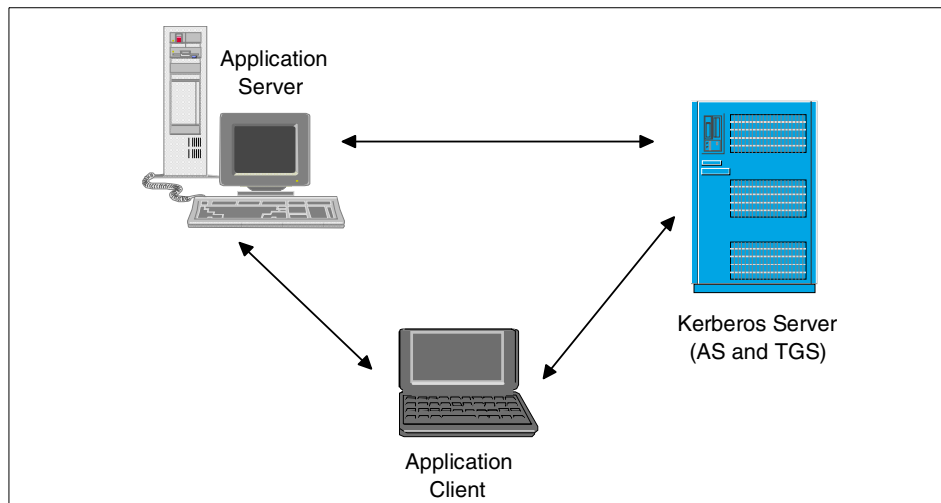 Application
Server
Kerberos Server
(AS and TGS)
Application
Client